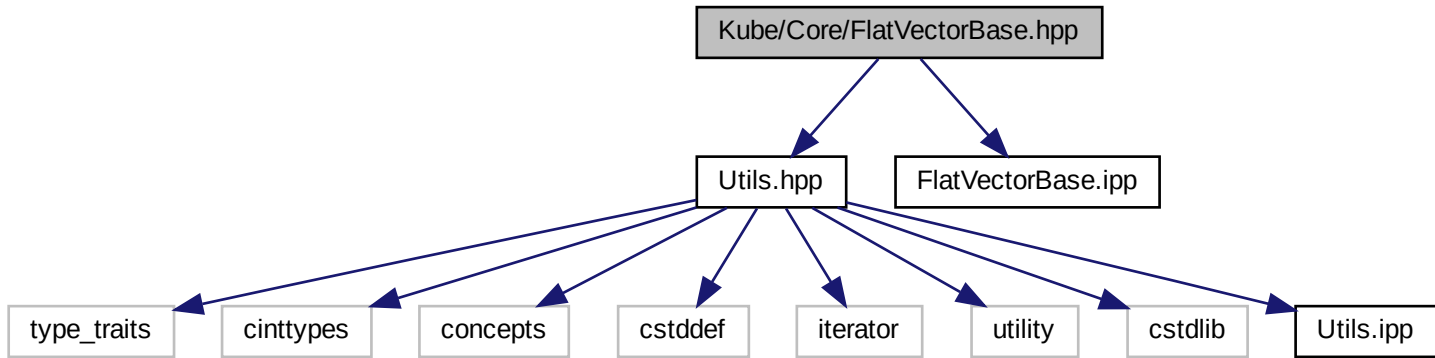 Kube/Core/FlatVectorBase.hpp
Utils.hpp
FlatVectorBase.ipp
type_traits
cinttypes
concepts
cstddef
iterator
utility
cstdlib
Utils.ipp